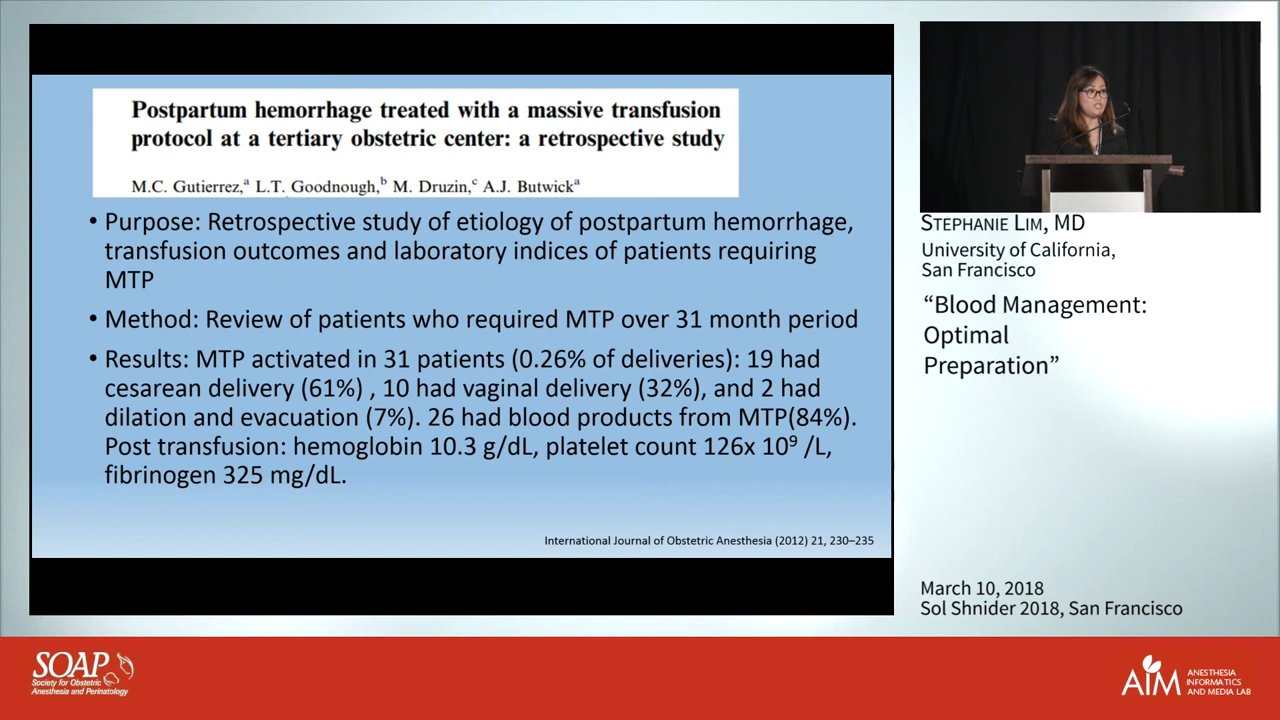 Postpartum hemorrhage treated with a massive transfusion
protocol at a tertiary obstetric center: a retrospective study
M.C. Gutierrez,ᵃ L.T. Goodnough,ᵇ M. Druzin,ᶜ A.J. Butwickᵃ
• Purpose: Retrospective study of etiology of postpartum hemorrhage,
transfusion outcomes and laboratory indices of patients requiring
MTP
• Method: Review of patients who required MTP over 31 month period
• Results: MTP activated in 31 patients (0.26% of deliveries): 19 had
cesarean delivery (61%) , 10 had vaginal delivery (32%), and 2 had
dilation and evacuation (7%). 26 had blood products from MTP(84%).
Post transfusion: hemoglobin 10.3 g/dL, platelet count 126x 10⁹ /L,
fibrinogen 325 mg/dL.
International Journal of Obstetric Anesthesia (2012) 21, 230–235
STEPHANIE LIM, MD
University of California,
San Francisco
“Blood Management:
Optimal
Preparation”
March 10, 2018
Sol Shnider 2018, San Francisco
SOAP
Society for Obstetric
Anesthesia and Perinatology
AIM
ANESTHESIA
INFORMATICS
AND MEDIA LAB